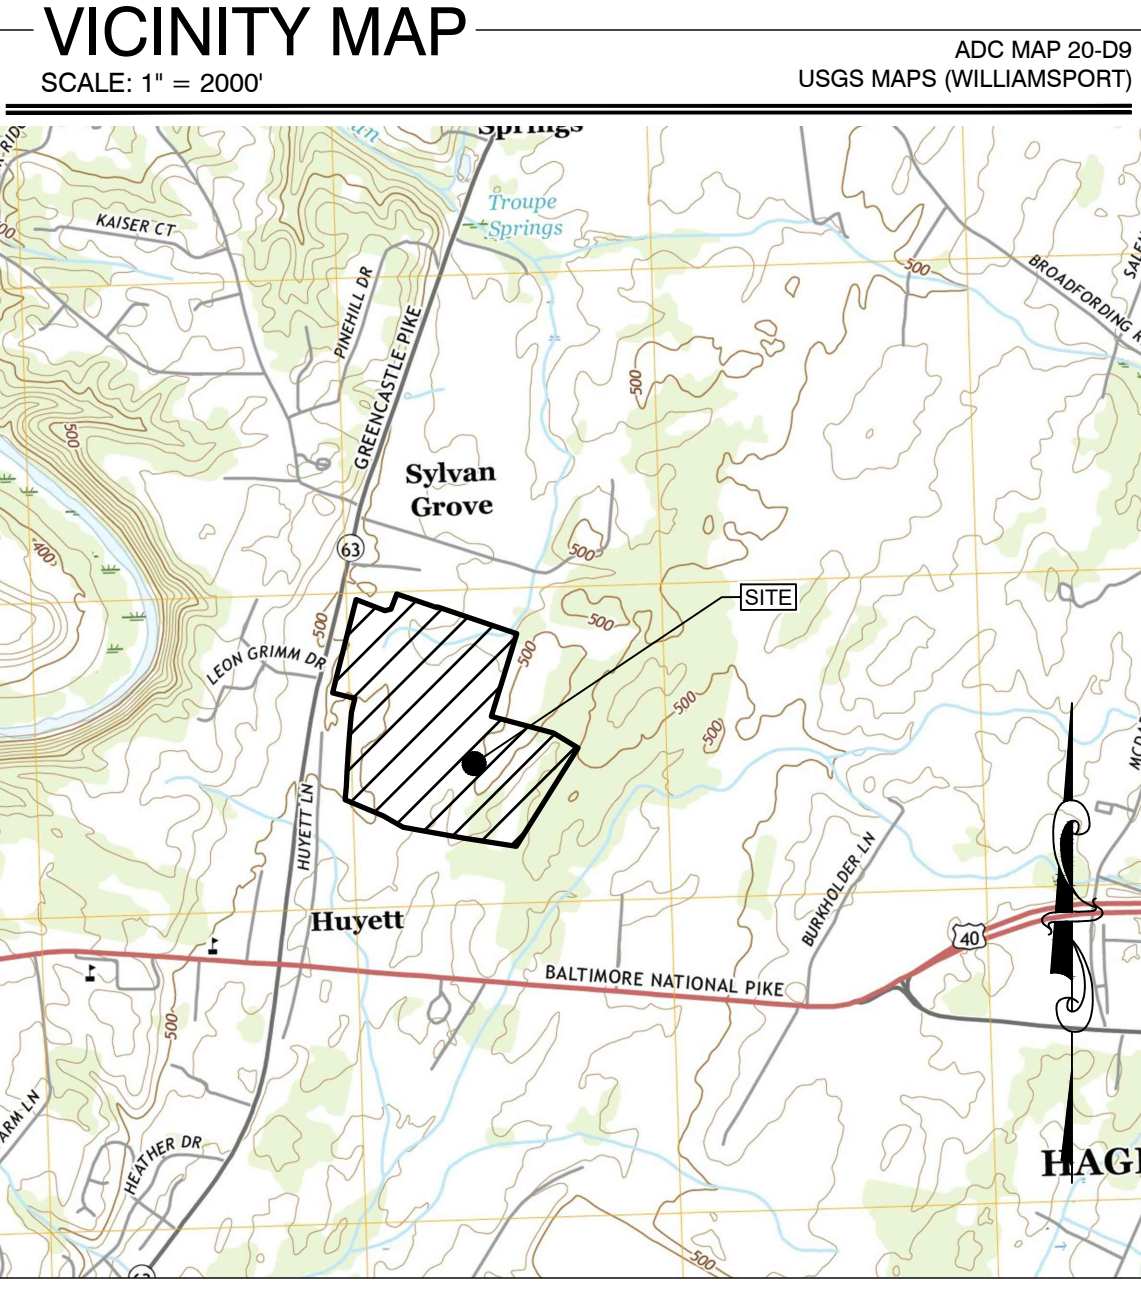 VICINITY MAP
SCALE: 1" = 2000'
ADC MAP 20-D9
USGS MAPS (WILLIAMSPORT)
Springs
Troupe
Springs
KAISER CT
PINEHILL DR
GREENCASTLE PIKE
500
BROADFORDING
500
500
Sylvan
Grove
400
63
500
SITE
500
500
500
LEON GRIMM DR
500
500
HUYETT LN
BURKHOLDER LN
Huyett
40
BALTIMORE NATIONAL PIKE
500
HEATHER DR
500